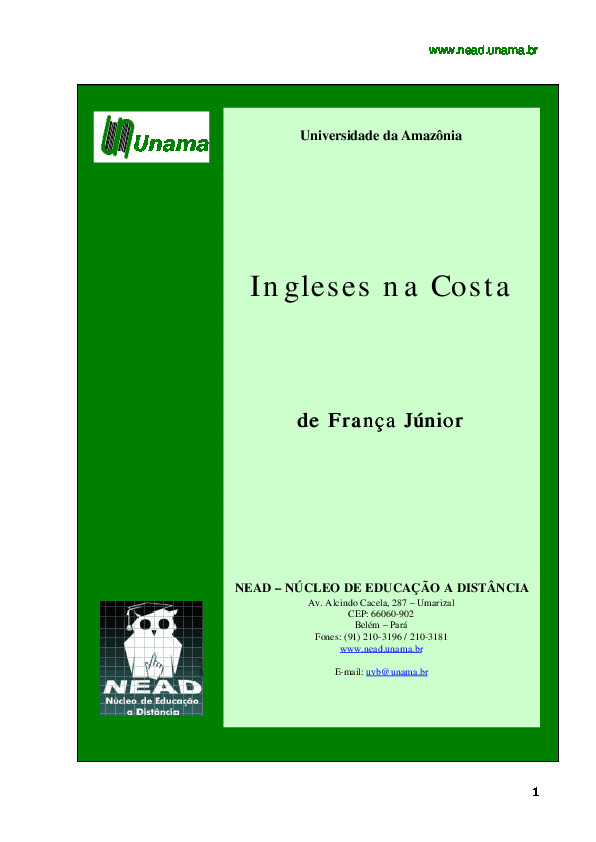 www.nead.unama.br
Unama
Universidade da Amazônia
Ingleses na Costa
de França Júnior
NEAD – NÚCLEO DE EDUCAÇÃO A DISTÂNCIA
Av. Alcindo Cacela, 287 – Umarizal
CEP: 66060-902
Belém – Pará
Fones: (91) 210-3196 / 210-3181
www.nead.unama.br
E-mail: uvb@unama.br
NEAD
Núcleo de Educação
a Distância
1